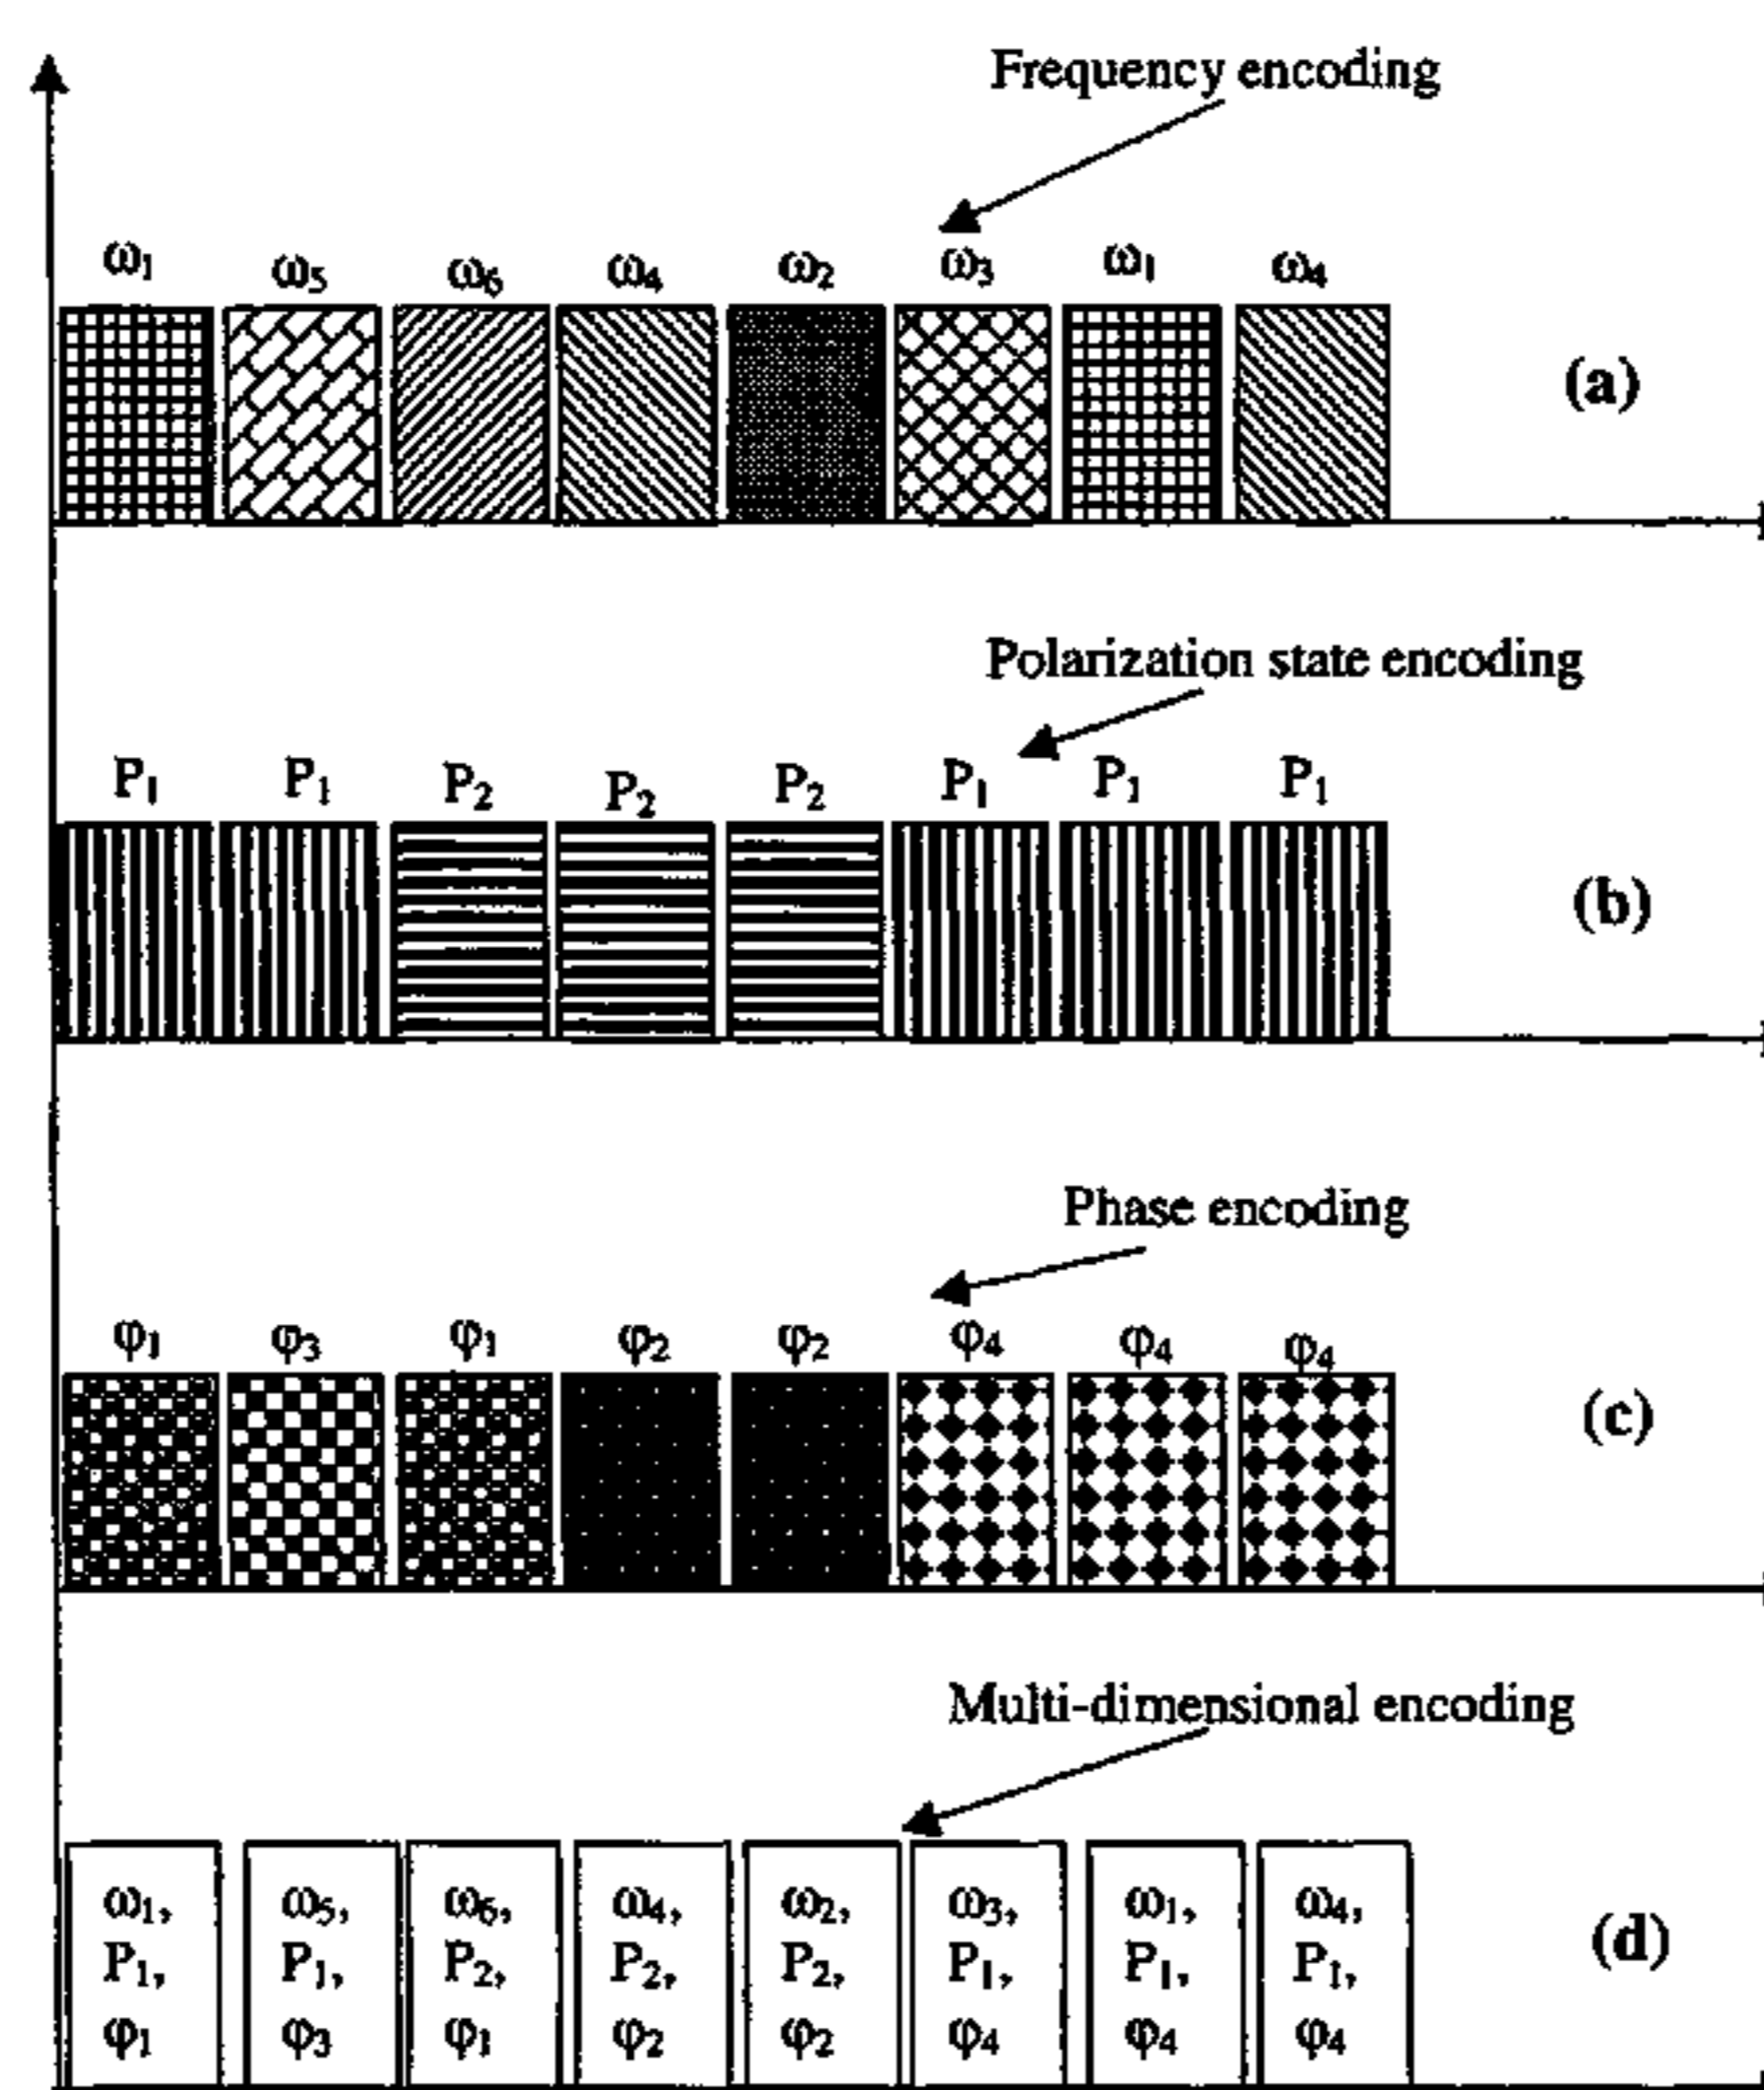 Frequency encoding
ω₁ ω₅ ω₆ ω₄ ω₂ ω₃ ω₁ ω₄
(a)
Polarization state encoding
P₁ P₁ P₂ P₂ P₂ P₁ P₁ P₁
(b)
Phase encoding
φ₁ φ₃ φ₁ φ₂ φ₂ φ₄ φ₄ φ₄
(c)
Multi-dimensional encoding
ω₁, ω₅, ω₆, ω₄, ω₂, ω₃, ω₁, ω₄,
P₁, P₁, P₂, P₂, P₂, P₁, P₁, P₁,
(d)
φ₁ φ₃ φ₁ φ₂ φ₂ φ₄ φ₄ φ₄